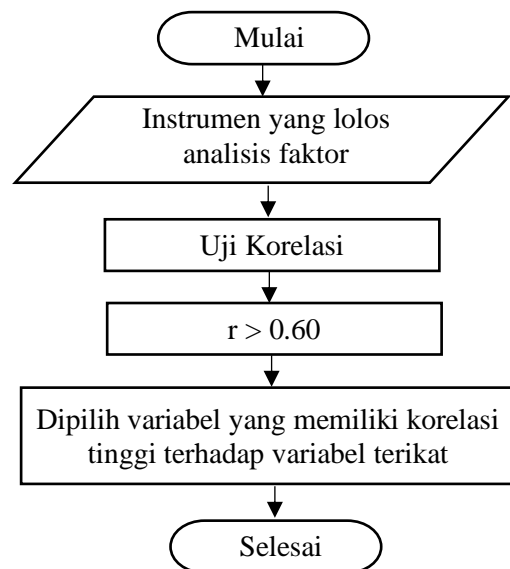 Mulai
Instrumen yang lolos
analisis faktor
Uji Korelasi
r > 0.60
Dipilih variabel yang memiliki korelasi
tinggi terhadap variabel terikat
Selesai